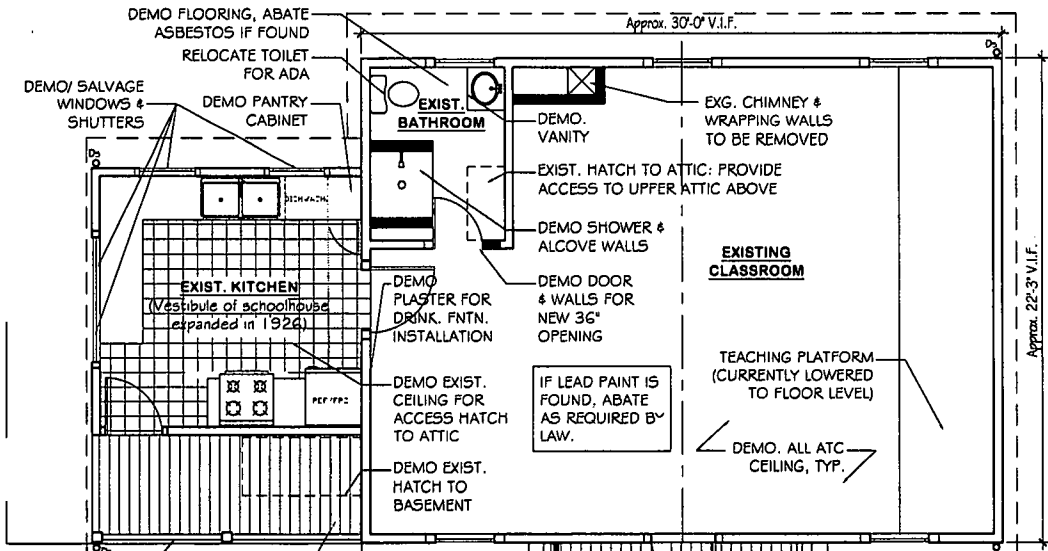 DEMO FLOORING, ABATE
ASBESTOS IF FOUND
Approx. 30'-0" V.I.F.
DS
RELOCATE TOILET
FOR ADA
DEMO/ SALVAGE
WINDOWS &
SHUTTERS
DEMO PANTRY
CABINET
EXIST.
BATHROOM
DEMO.
VANITY
EXG. CHIMNEY &
WRAPPING WALLS
TO BE REMOVED
DS
EXIST. HATCH TO ATTIC: PROVIDE
ACCESS TO UPPER ATTIC ABOVE
DEMO SHOWER &
ALCOVE WALLS
EXISTING
CLASSROOM
EXIST. KITCHEN
(Vestibule of schoolhouse
expanded in 1926)
DEMO
PLASTER FOR
DRINK. FNTN.
INSTALLATION
DEMO DOOR
& WALLS FOR
NEW 36"
OPENING
Approx. 22'-3" V.I.F.
TEACHING PLATFORM
(CURRENTLY LOWERED
TO FLOOR LEVEL)
DEMO EXIST.
CEILING FOR
ACCESS HATCH
TO ATTIC
IF LEAD PAINT IS
FOUND, ABATE
AS REQUIRED BY
LAW.
DEMO. ALL ATC
CEILING, TYP.
DEMO EXIST.
HATCH TO
BASEMENT